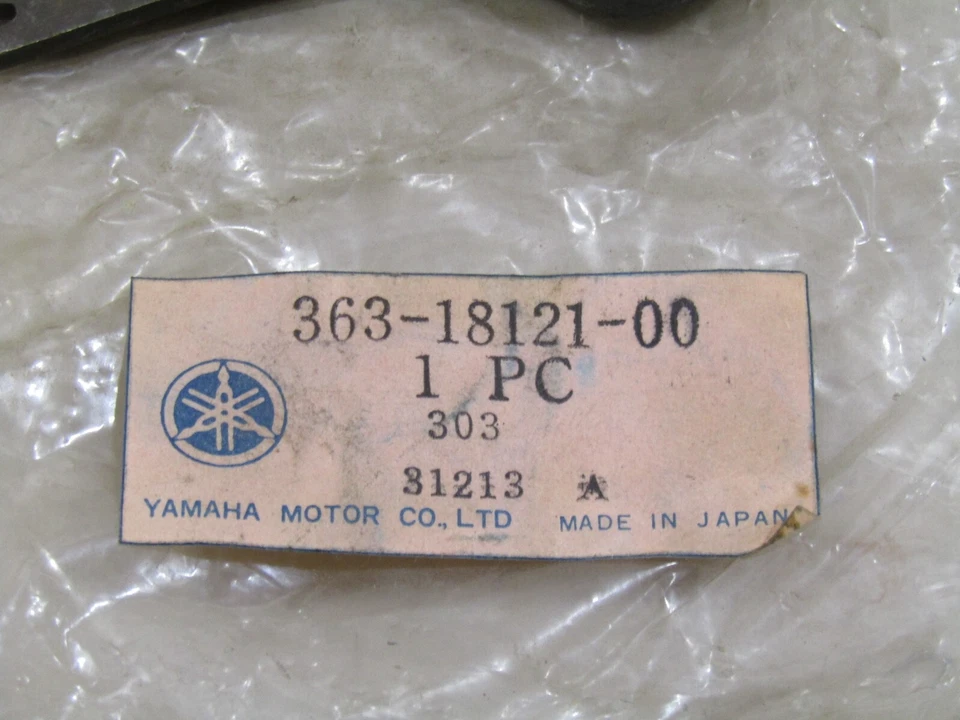 363-18121-00
1 PC
303
31213 A
YAMAHA MOTOR CO., LTD MADE IN JAPAN